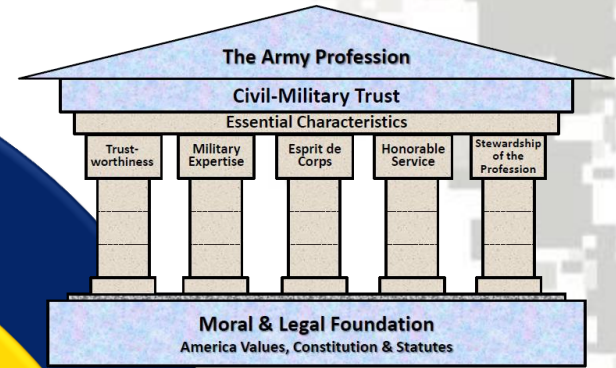 The Army Profession
Civil-Military Trust
Essential Characteristics
Trust-
worthiness
Military
Expertise
Esprit de
Corps
Honorable
Service
Stewardship
of the
Profession
Moral & Legal Foundation
America Values, Constitution & Statutes